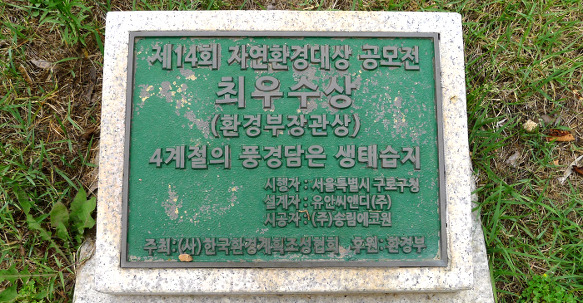 제14회 자연환경대상 공모전
최우수상
(환경부장관상)
4계절의 풍경담은 생태습지
시행자 : 서울특별시 구로구청
설계자 : 유안씨앤디(주)
시공자 : (주)송림에코원
주최:(사)한국환경계획조성협회 후원:환경부